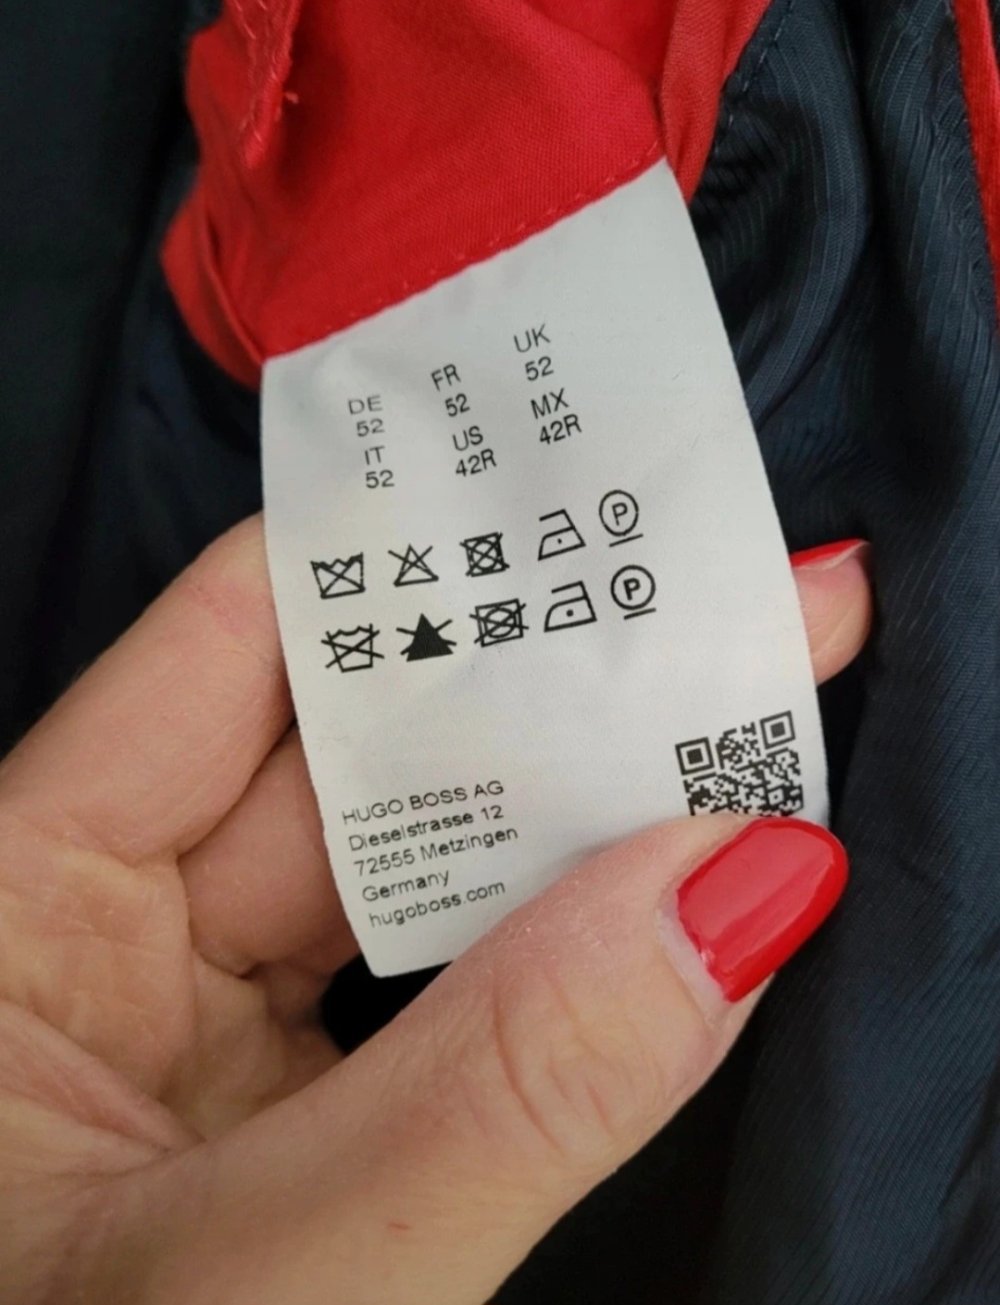 DE FR UK
52 52 52
IT US MX
52 42R 42R
P
P
HUGO BOSS AG
Dieselstrasse 12
72555 Metzingen
Germany
hugoboss.com